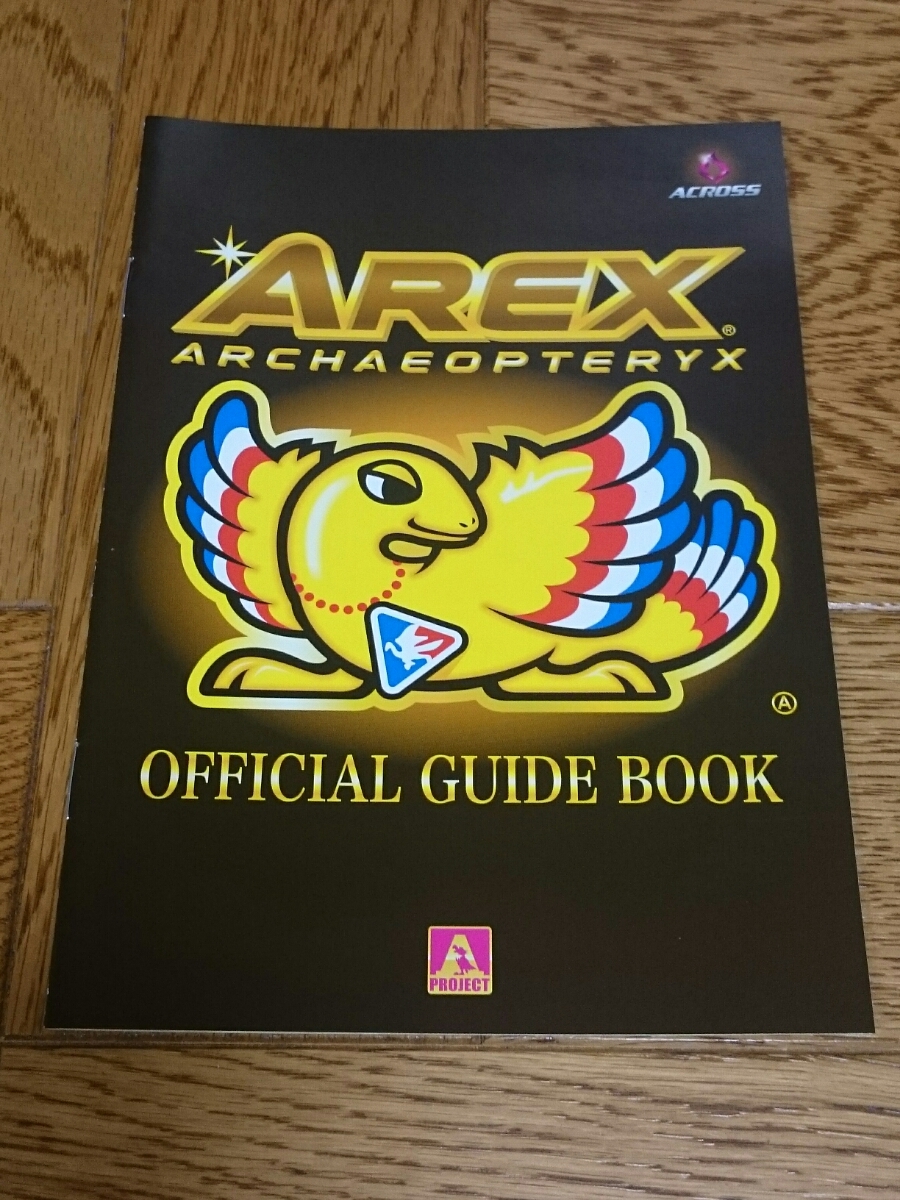 ACROSS
AREX®
ARCHAEOPTERYX
Ⓐ
OFFICIAL GUIDE BOOK
A
PROJECT